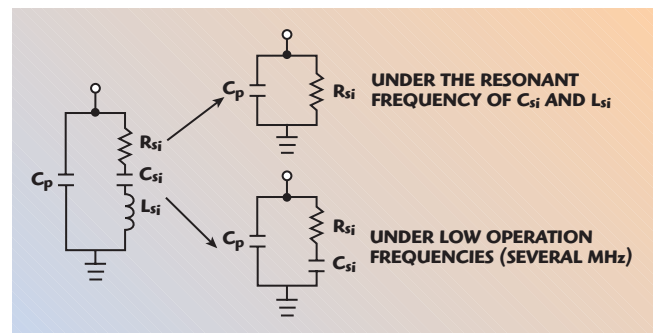 Cp
Rsi
Csi
Lsi
Cp
Rsi
UNDER THE RESONANT
FREQUENCY OF Csi AND Lsi
Cp
Rsi
Csi
UNDER LOW OPERATION
FREQUENCIES (SEVERAL MHz)